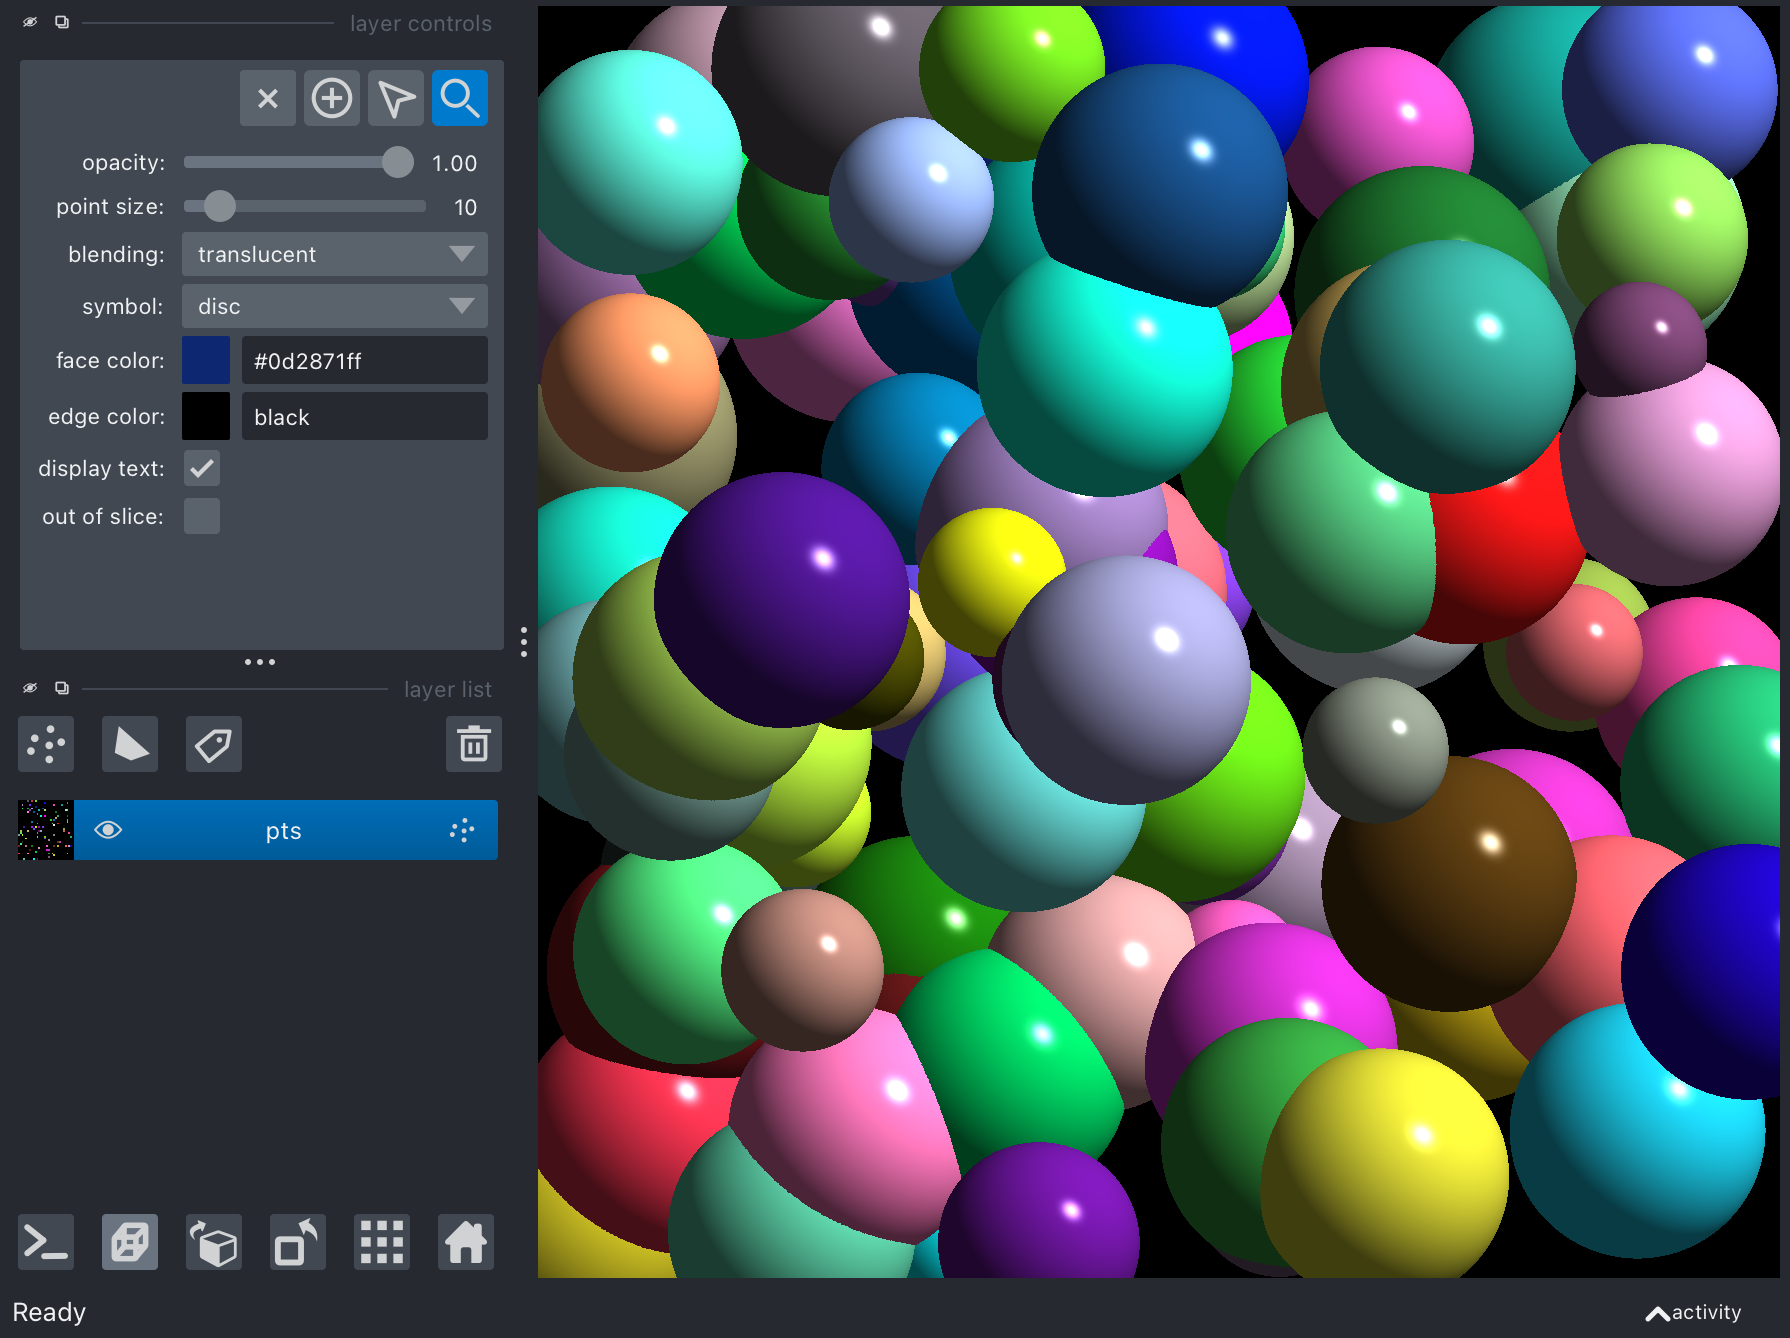 layer controls
opacity: 1.00
point size: 10
blending: translucent
symbol: disc
face color: #0d2871ff
edge color: black
display text:
out of slice:
layer list
pts
Ready
activity